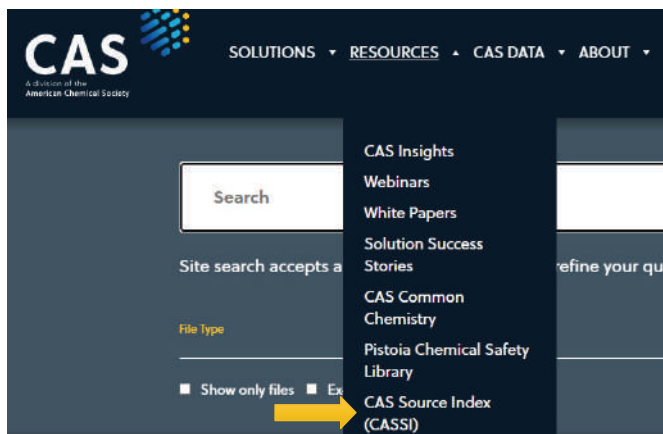 CAS
A division of the
American Chemical Society
SOLUTIONS RESOURCES CAS DATA ABOUT
CAS Insights
Webinars
White Papers
Solution Success
Stories
CAS Common
Chemistry
Pistoia Chemical Safety
Library
CAS Source Index
(CASSI)
Search
Site search accepts a
refine your qu
File Type
Show only files Ex